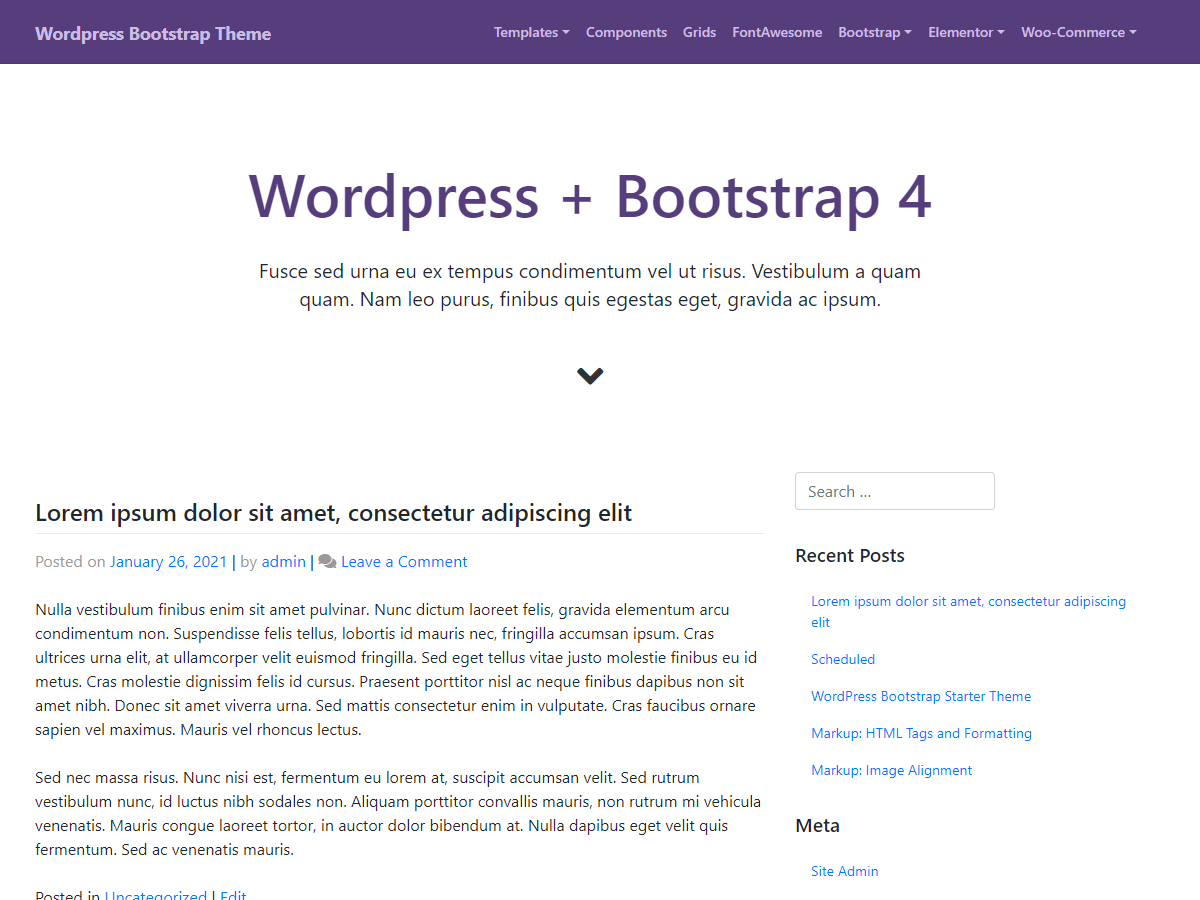 Wordpress Bootstrap Theme
Templates Components Grids FontAwesome Bootstrap Elementor Woo-Commerce
Wordpress + Bootstrap 4
Fusce sed urna eu ex tempus condimentum vel ut risus. Vestibulum a quam
quam. Nam leo purus, finibus quis egestas eget, gravida ac ipsum.
Lorem ipsum dolor sit amet, consectetur adipiscing elit
Posted on January 26, 2021 | by admin | Leave a Comment
Nulla vestibulum finibus enim sit amet pulvinar. Nunc dictum laoreet felis, gravida elementum arcu
condimentum non. Suspendisse felis tellus, lobortis id mauris nec, fringilla accumsan ipsum. Cras
ultrices urna elit, at ullamcorper velit euismod fringilla. Sed eget tellus vitae justo molestie finibus eu id
metus. Cras molestie dignissim felis id cursus. Praesent porttitor nisl ac neque finibus dapibus non sit
amet nibh. Donec sit amet viverra urna. Sed mattis consectetur enim in vulputate. Cras faucibus ornare
sapien vel maximus. Mauris vel rhoncus lectus.
Sed nec massa risus. Nunc nisi est, fermentum eu lorem at, suscipit accumsan velit. Sed rutrum
vestibulum nunc, id luctus nibh sodales non. Aliquam porttitor convallis mauris, non rutrum mi vehicula
venenatis. Mauris congue laoreet tortor, in auctor dolor bibendum at. Nulla dapibus eget velit quis
fermentum. Sed ac venenatis mauris.
Posted in Uncategorized | Edit
Search …
Recent Posts
Lorem ipsum dolor sit amet, consectetur adipiscing
elit
Scheduled
WordPress Bootstrap Starter Theme
Markup: HTML Tags and Formatting
Markup: Image Alignment
Meta
Site Admin